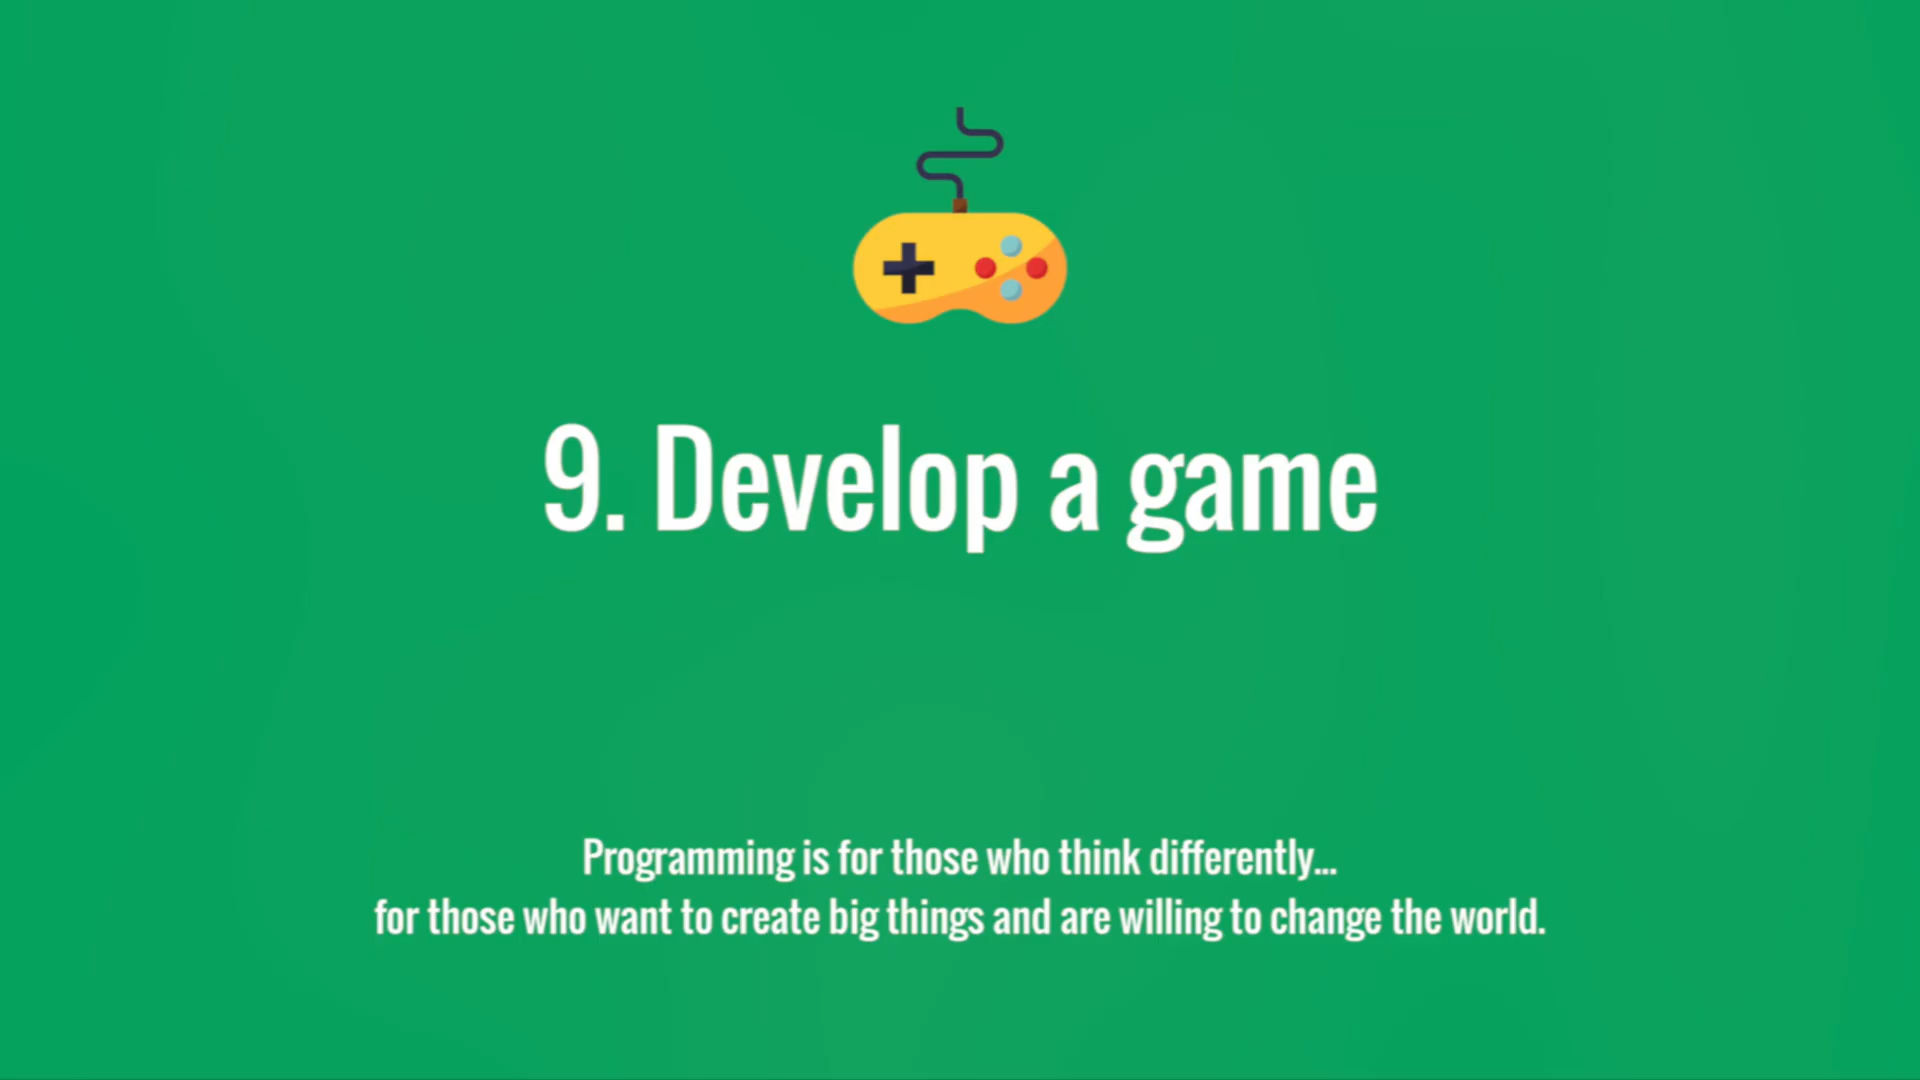 9. Develop a game
Programming is for those who think differently...
for those who want to create big things and are willing to change the world.